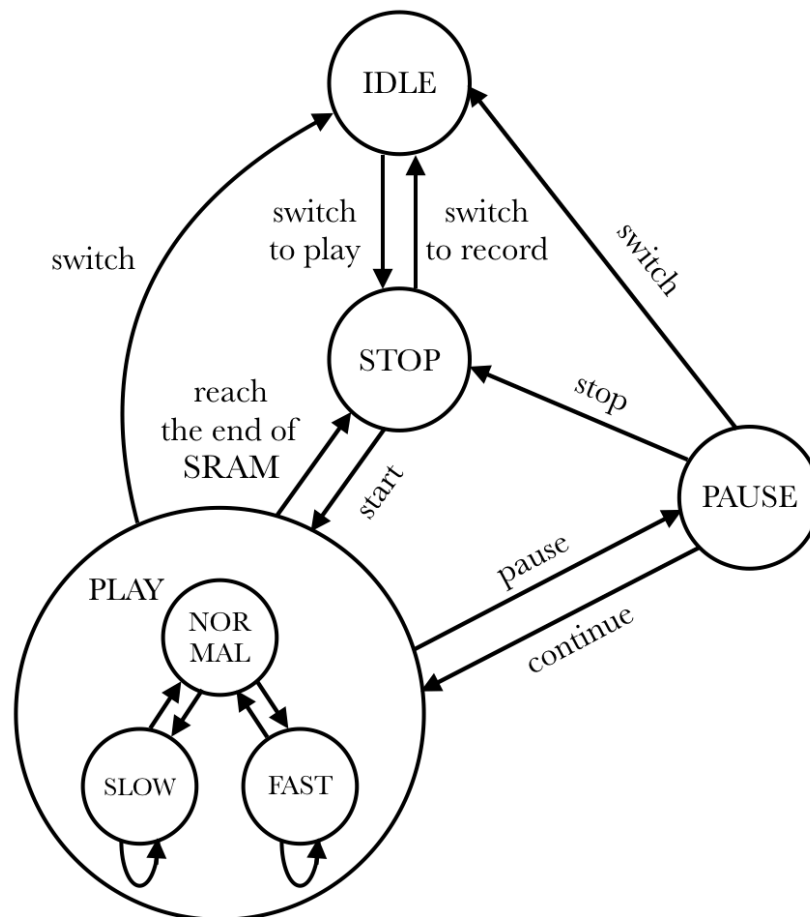 IDLE
switch
to play
switch
to record
switch
switch
STOP
stop
reach
the end of
SRAM
start
PAUSE
pause
continue
PLAY
NOR
MAL
SLOW
FAST